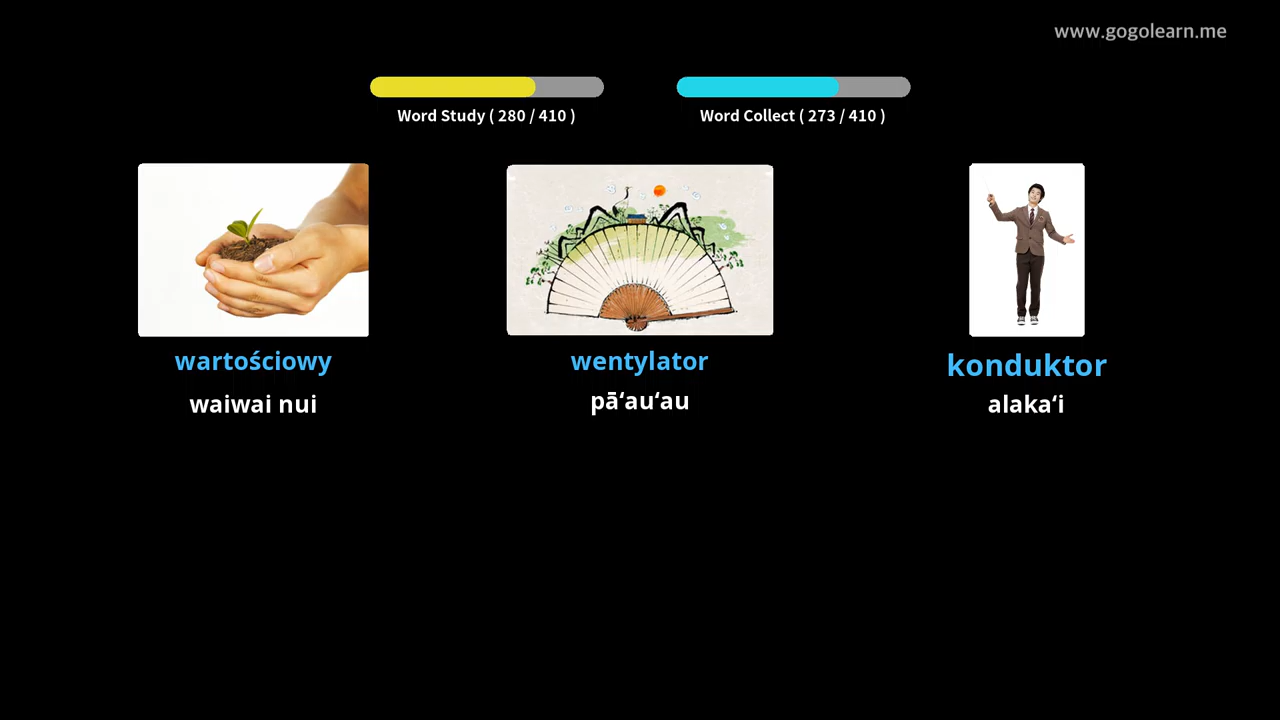 www.gogolearn.me
Word Study ( 280 / 410 )
Word Collect ( 273 / 410 )
wartościowy
wentylator
konduktor
waiwai nui
pāʻauʻau
alakaʻi